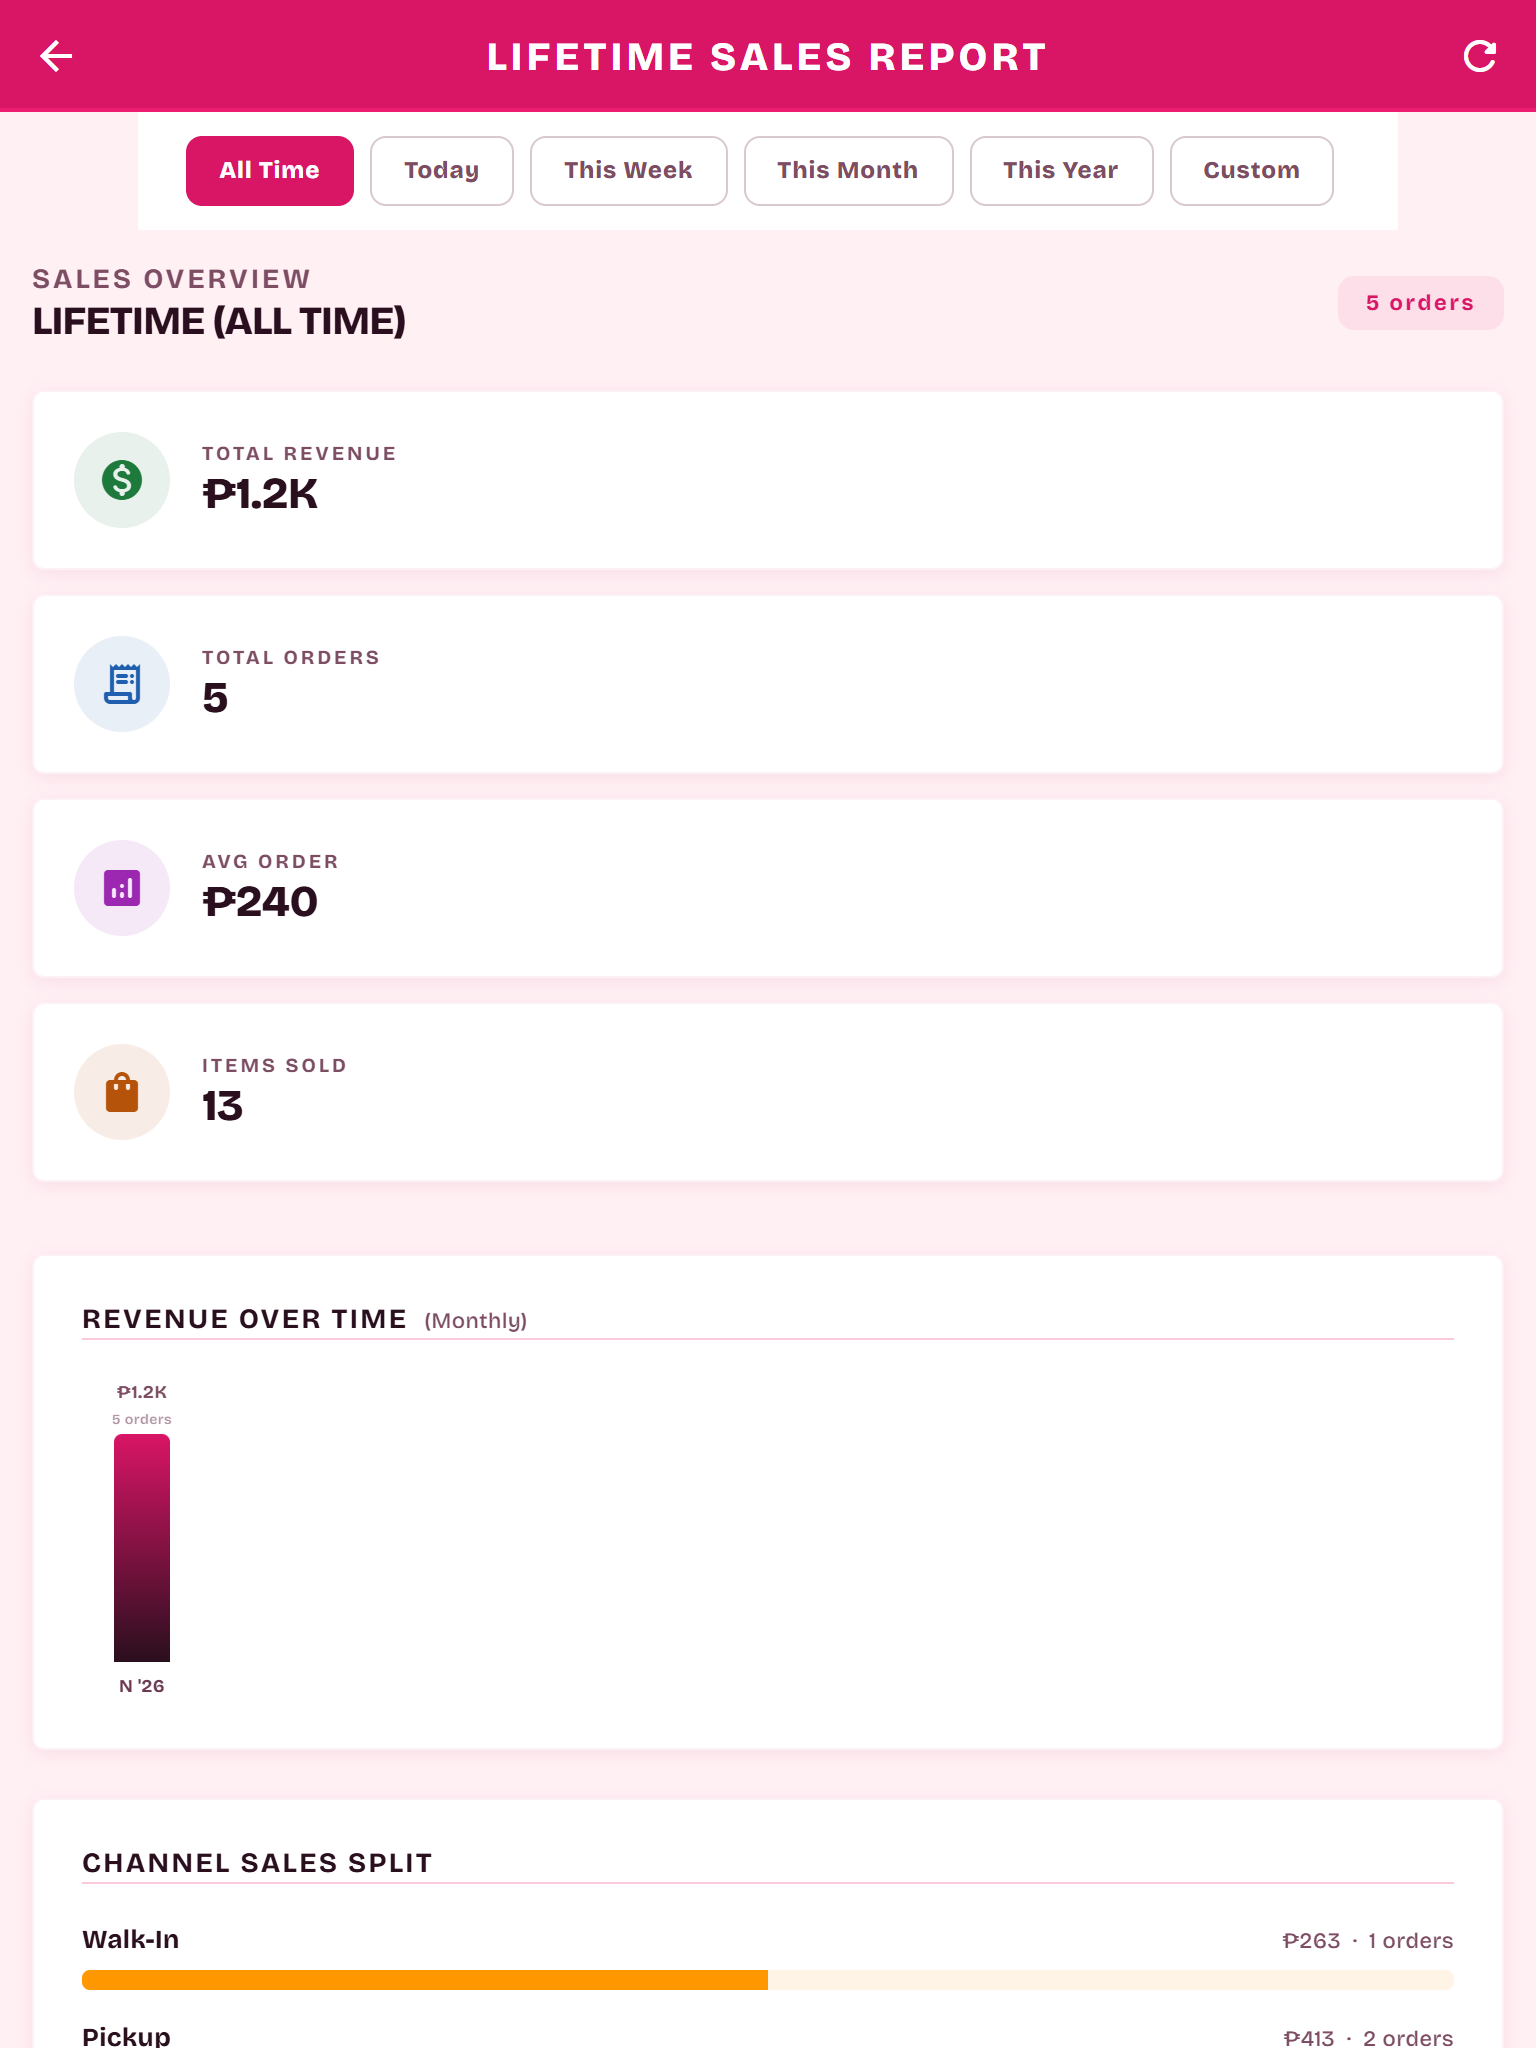 LIFETIME SALES REPORT
All Time
Today
This Week
This Month
This Year
Custom
SALES OVERVIEW
LIFETIME (ALL TIME)
5 orders
TOTAL REVENUE
₱1.2K
TOTAL ORDERS
5
AVG ORDER
₱240
ITEMS SOLD
13
REVENUE OVER TIME (Monthly)
₱1.2K
5 orders
N '26
CHANNEL SALES SPLIT
Walk-In
₱263 · 1 orders
Pickup
₱413 · 2 orders